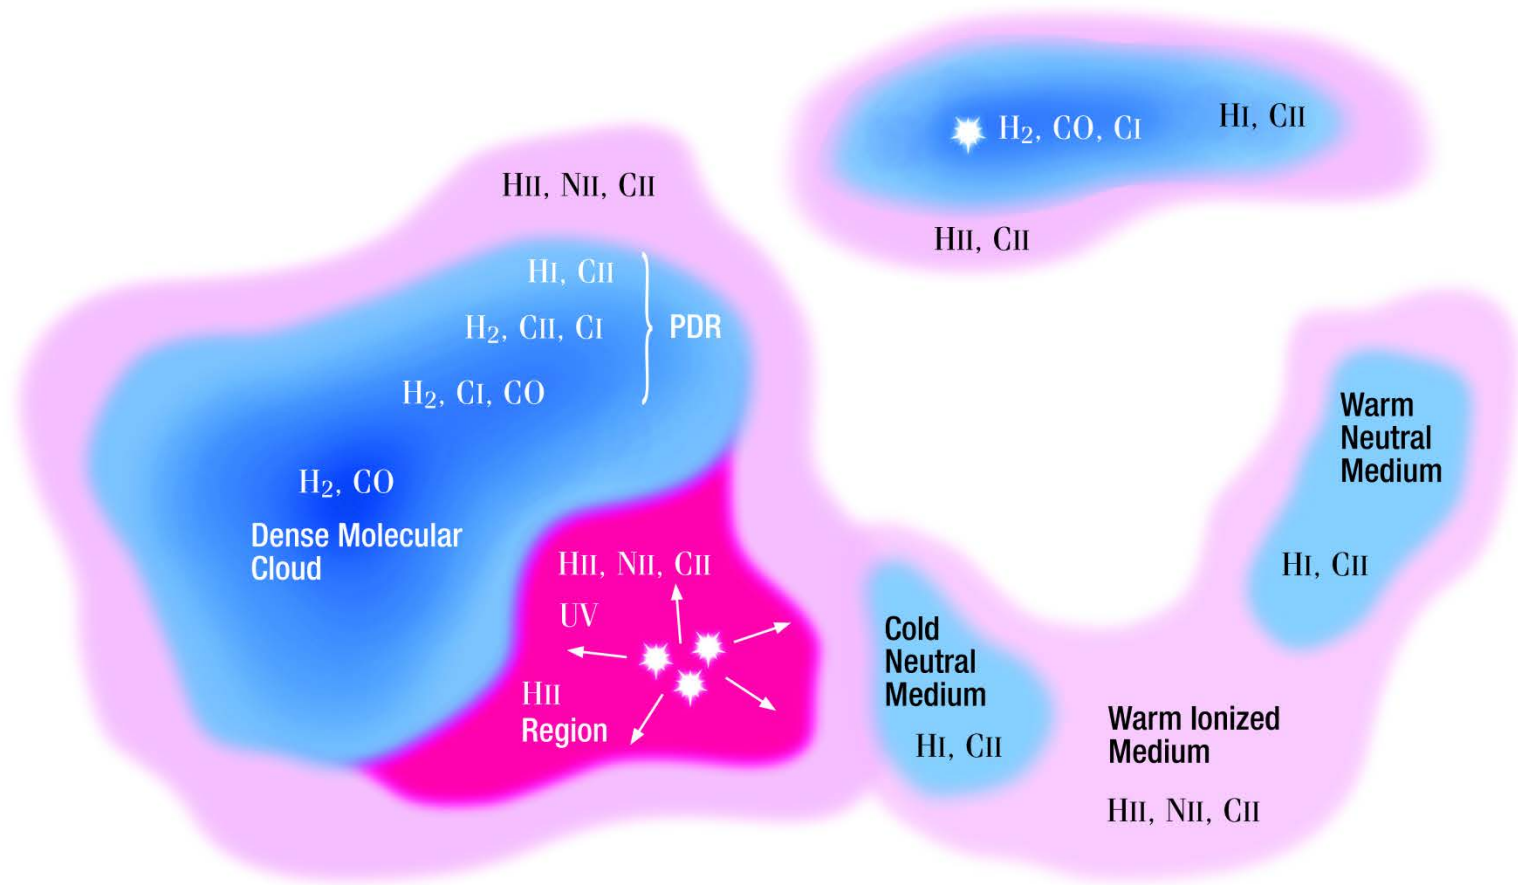 H2, CO, CI
HI, CII
HII, CII
HII, NII, CII
HI, CII
H2, CII, CI
PDR
H2, CI, CO
H2, CO
Dense Molecular
Cloud
HII, NII, CII
UV
HII
Region
Cold
Neutral
Medium
HI, CII
Warm
Neutral
Medium
HI, CII
Warm Ionized
Medium
HII, NII, CII